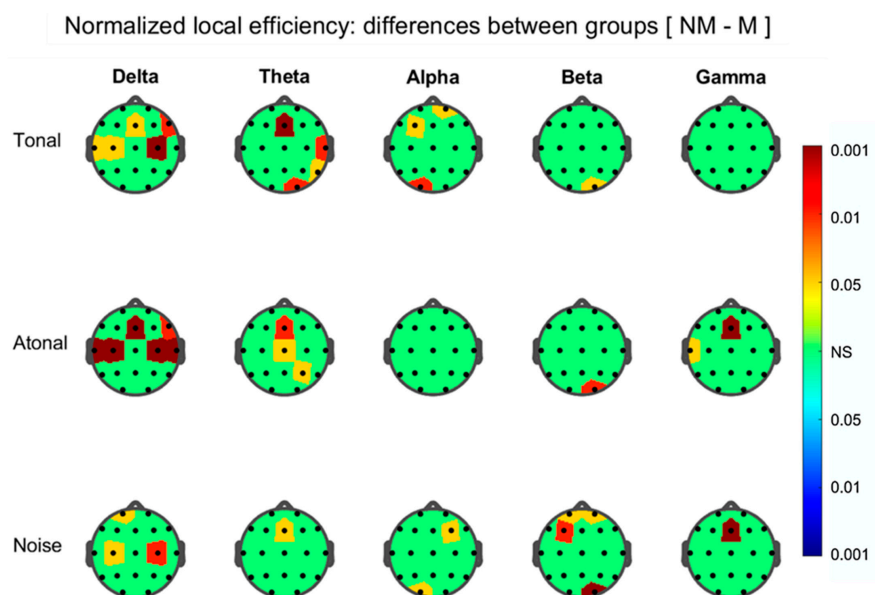 Normalized local efficiency: differences between groups [ NM - M ]
Delta Theta Alpha Beta Gamma
Tonal
Atonal
Noise
0.001
0.01
0.05
NS
0.05
0.01
0.001